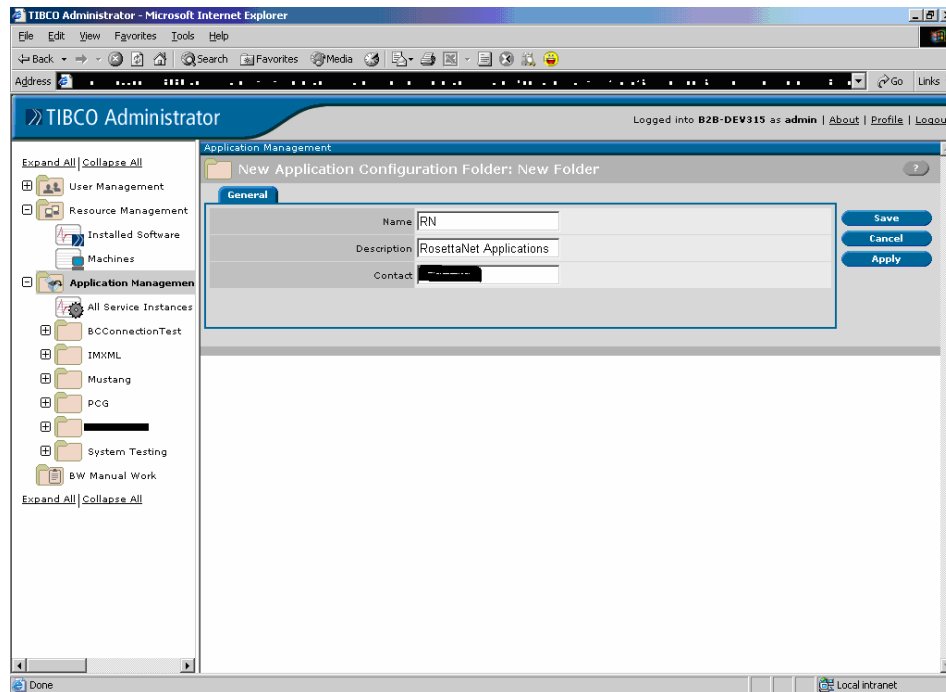 TIBCO Administrator - Microsoft Internet Explorer
File Edit View Favorites Tools Help
Back Search Favorites Media
Address Go Links
TIBCO Administrator
Logged into B2B-DEV315 as admin | About | Profile | Logou
Expand All | Collapse All
User Management
Resource Management
Installed Software
Machines
Application Managemen
All Service Instances
BCConnectionTest
IMXML
Mustang
PCG
System Testing
BW Manual Work
Expand All | Collapse All
Application Management
New Application Configuration Folder: New Folder
?
General
Name RN
Description RosettaNet Applications
Contact
Save
Cancel
Apply
Done
Local intranet